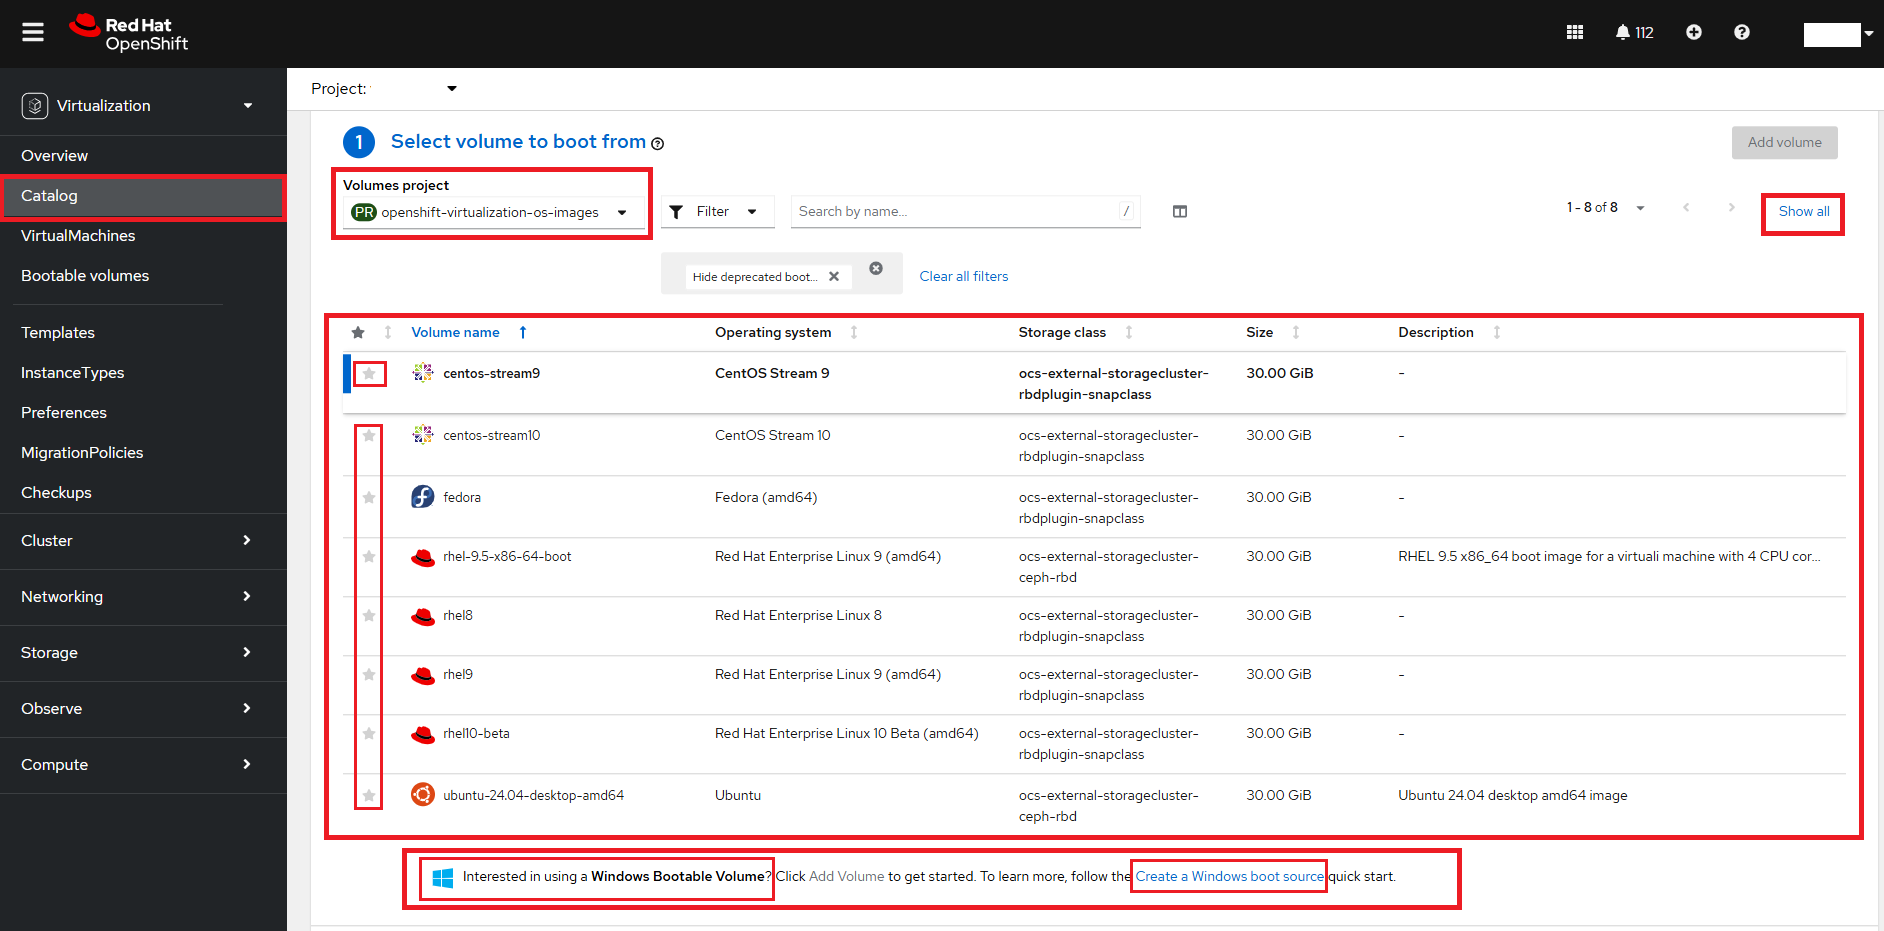 Red Hat
OpenShift
112
Virtualization
Overview
Catalog
VirtualMachines
Bootable volumes
Templates
InstanceTypes
Preferences
MigrationPolicies
Checkups
Cluster
Networking
Storage
Observe
Compute
Project:
1 Select volume to boot from
Add volume
Volumes project
PR openshift-virtualization-os-images
Filter
Search by name...
/
1 - 8 of 8
Show all
Hide deprecated boot...
Clear all filters
Volume name Operating system Storage class Size Description
centos-stream9 CentOS Stream 9 ocs-external-storagecluster- 30.00 GiB -
rbdplugin-snapclass
centos-stream10 CentOS Stream 10 ocs-external-storagecluster- 30.00 GiB -
rbdplugin-snapclass
fedora Fedora (amd64) ocs-external-storagecluster- 30.00 GiB -
rbdplugin-snapclass
rhel-9.5-x86-64-boot Red Hat Enterprise Linux 9 (amd64) ocs-external-storagecluster- 30.00 GiB RHEL 9.5 x86_64 boot image for a virtuali machine with 4 CPU cor...
ceph-rbd
rhel8 Red Hat Enterprise Linux 8 ocs-external-storagecluster- 30.00 GiB -
rbdplugin-snapclass
rhel9 Red Hat Enterprise Linux 9 (amd64) ocs-external-storagecluster- 30.00 GiB -
rbdplugin-snapclass
rhel10-beta Red Hat Enterprise Linux 10 Beta (amd64) ocs-external-storagecluster- 30.00 GiB -
rbdplugin-snapclass
ubuntu-24.04-desktop-amd64 Ubuntu ocs-external-storagecluster- 30.00 GiB Ubuntu 24.04 desktop amd64 image
ceph-rbd
Interested in using a Windows Bootable Volume? Click Add Volume to get started. To learn more, follow the Create a Windows boot source quick start.